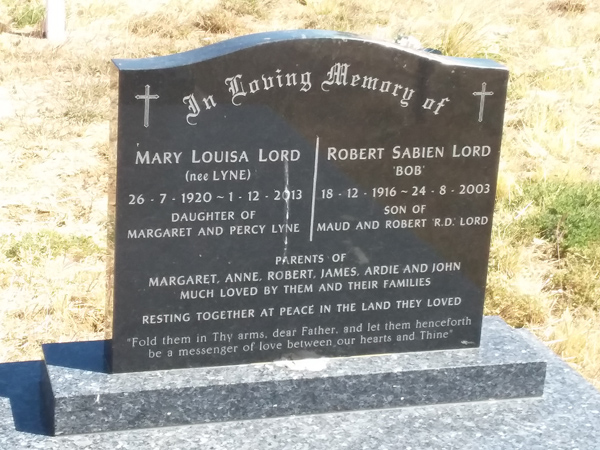 In Loving Memory of
MARY LOUISA LORD
(nee LYNE)
26 - 7 - 1920 ~ 1 - 12 - 2013
DAUGHTER OF
MARGARET AND PERCY LYNE
ROBERT SABIEN LORD
'BOB'
18 - 12 - 1916 ~ 24 - 8 - 2003
SON OF
MAUD AND ROBERT 'R.D.' LORD
PARENTS OF
MARGARET, ANNE, ROBERT, JAMES, ARDIE AND JOHN
MUCH LOVED BY THEM AND THEIR FAMILIES
RESTING TOGETHER AT PEACE IN THE LAND THEY LOVED
"Fold them in Thy arms, dear Father, and let them henceforth
be a messenger of love between our hearts and Thine"